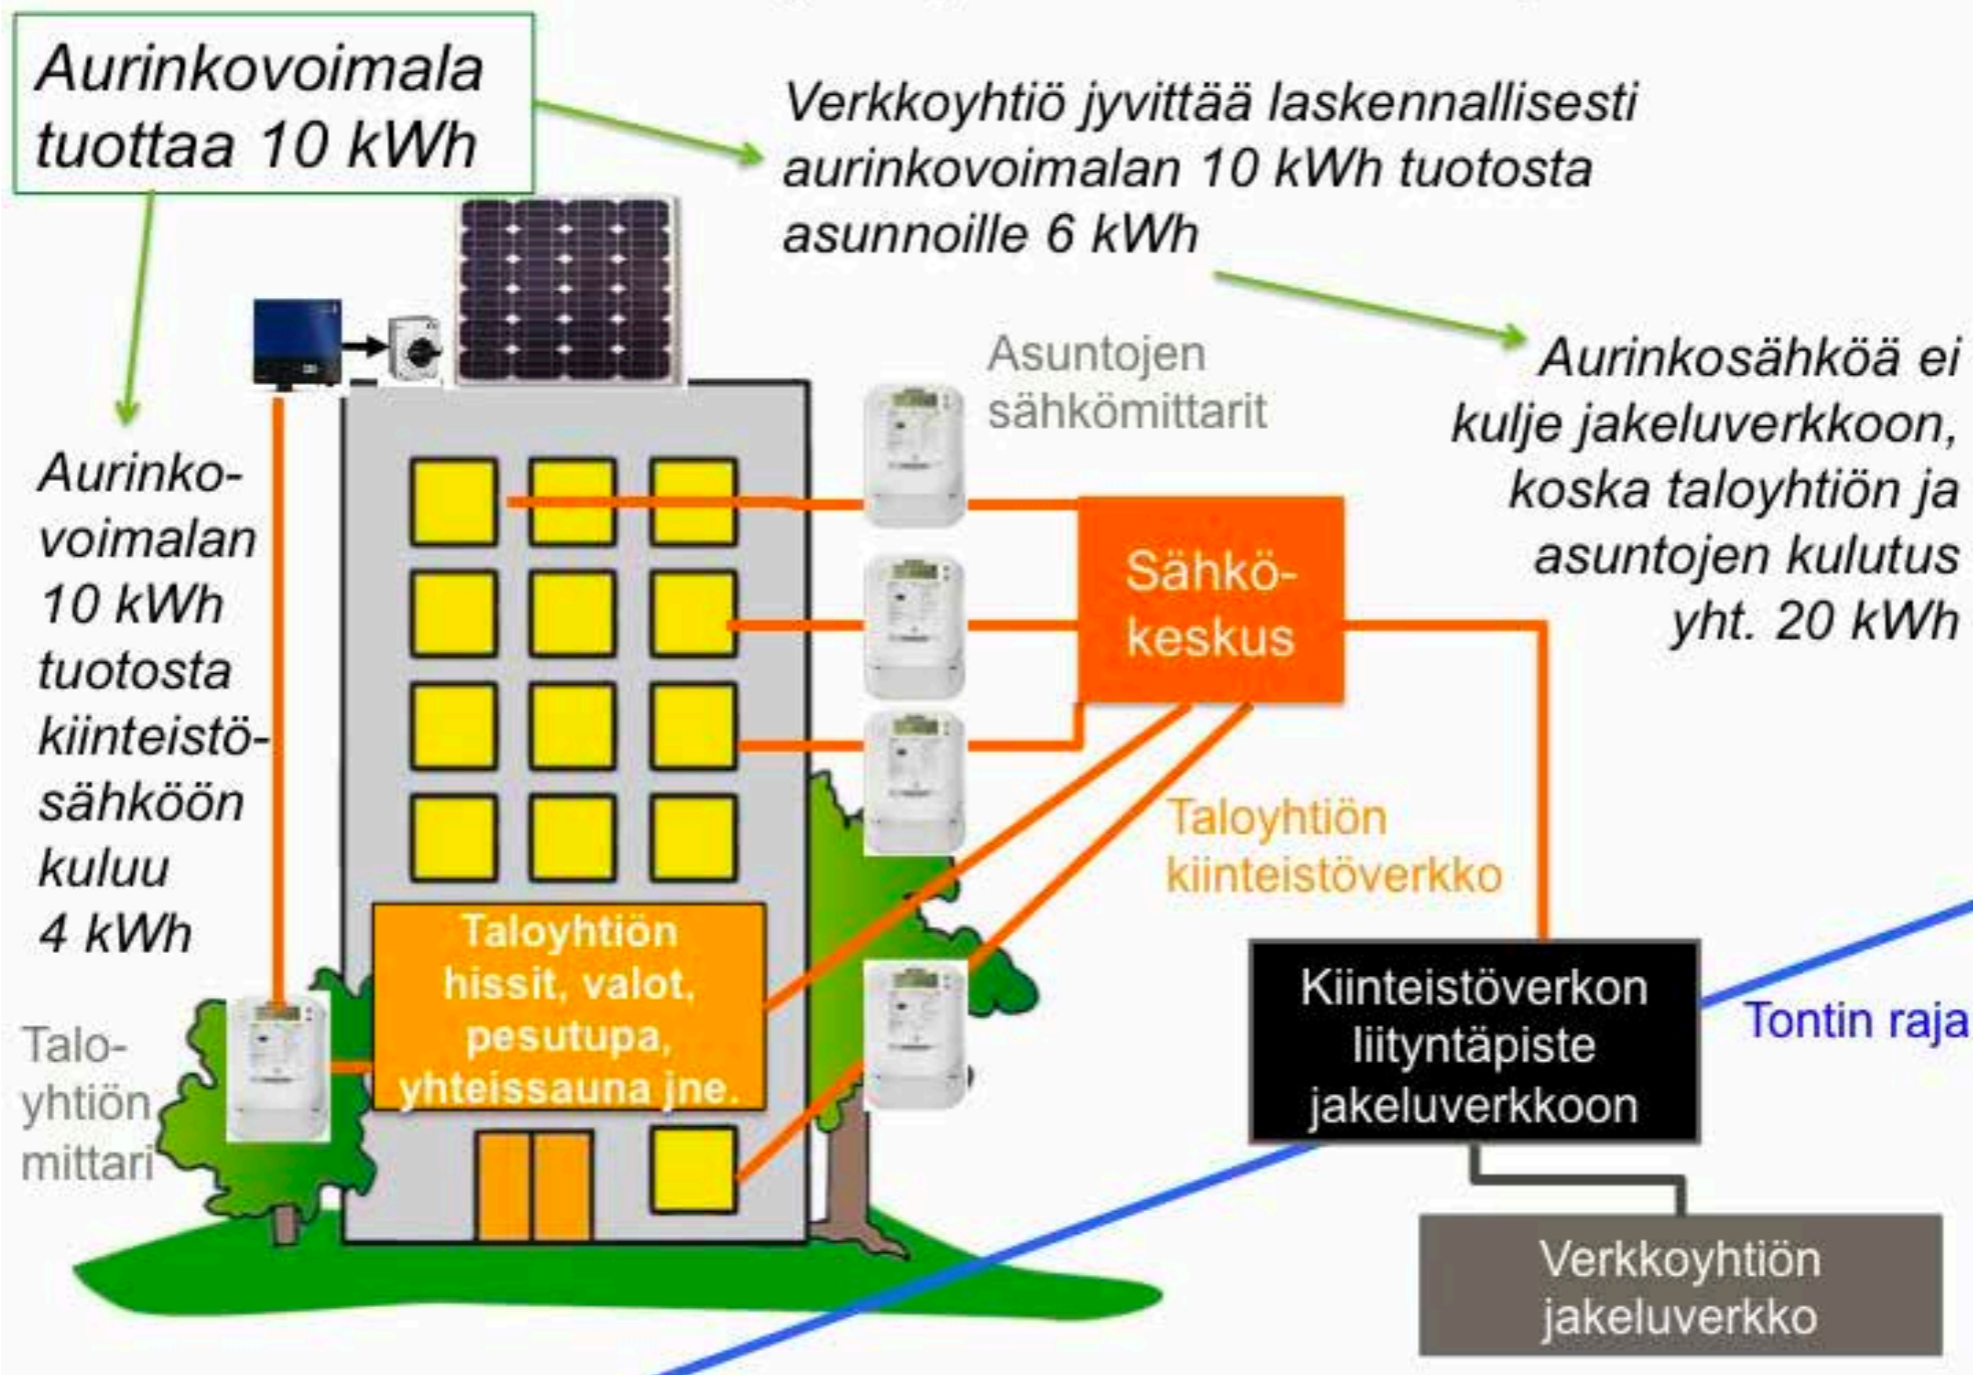 Aurinkovoimala
tuottaa 10 kWh
Verkkoyhtiö jyvittää laskennallisesti
aurinkovoimalan 10 kWh tuotosta
asunnoille 6 kWh
Aurinkosähköä ei
kulje jakeluverkkoon,
koska taloyhtiön ja
asuntojen kulutus
yht. 20 kWh
Asuntojen
sähkömittarit
Aurinko-
voimalan
10 kWh
tuotosta
kiinteistö-
sähköön
kuluu
4 kWh
Sähkö-
keskus
Taloyhtiön
kiinteistöverkko
Taloyhtiön
hissit, valot,
pesutupa,
yhteissauna jne.
Talo-
yhtiön
mittari
Kiinteistöverkon
liityntäpiste
jakeluverkkoon
Tontin raja
Verkkoyhtiön
jakeluverkko